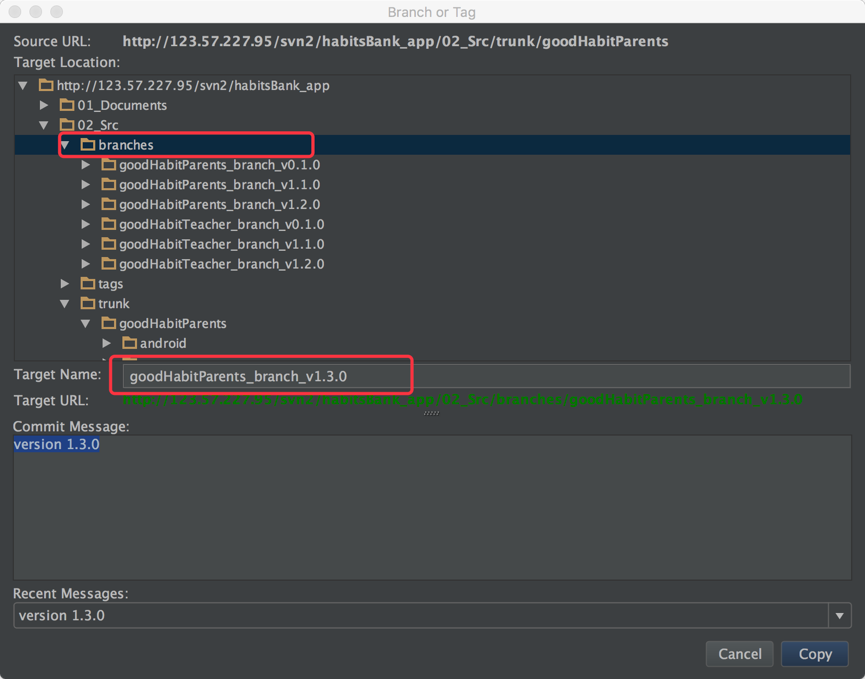 Branch or Tag
Source URL: http://123.57.227.95/svn2/habitsBank_app/02_Src/trunk/goodHabitParents
Target Location:
http://123.57.227.95/svn2/habitsBank_app
01_Documents
02_Src
branches
goodHabitParents_branch_v0.1.0
goodHabitParents_branch_v1.1.0
goodHabitParents_branch_v1.2.0
goodHabitTeacher_branch_v0.1.0
goodHabitTeacher_branch_v1.1.0
goodHabitTeacher_branch_v1.2.0
tags
trunk
goodHabitParents
android
Target Name: goodHabitParents_branch_v1.3.0
Target URL: http://123.57.227.95/svn2/habitsBank_app/02_Src/branches/goodHabitParents_branch_v1.3.0
Commit Message:
version 1.3.0
Recent Messages:
version 1.3.0
Cancel Copy